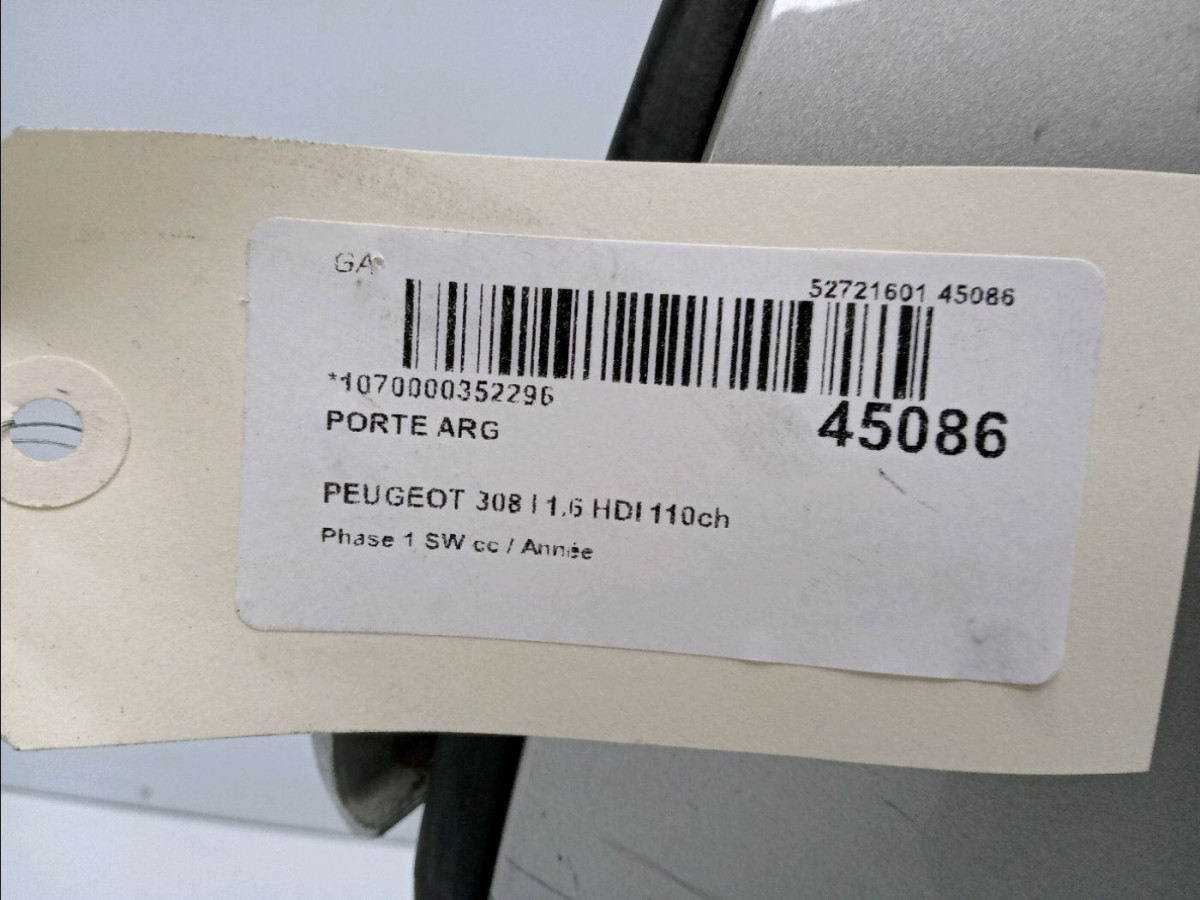 GA
52721601 45086
*1070000352296
45086
PORTE ARG
PEUGEOT 308 I 1.6 HDI 110ch
Phase 1 SW cc / Année